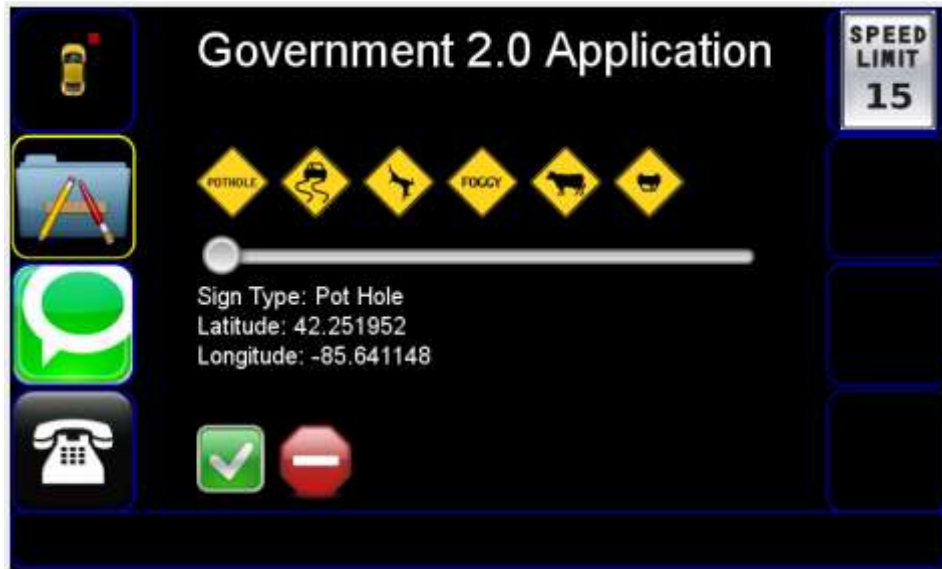 Government 2.0 Application
SPEED
LIMIT
15
POTHOLE
FOGGY
Sign Type: Pot Hole
Latitude: 42.251952
Longitude: -85.641148